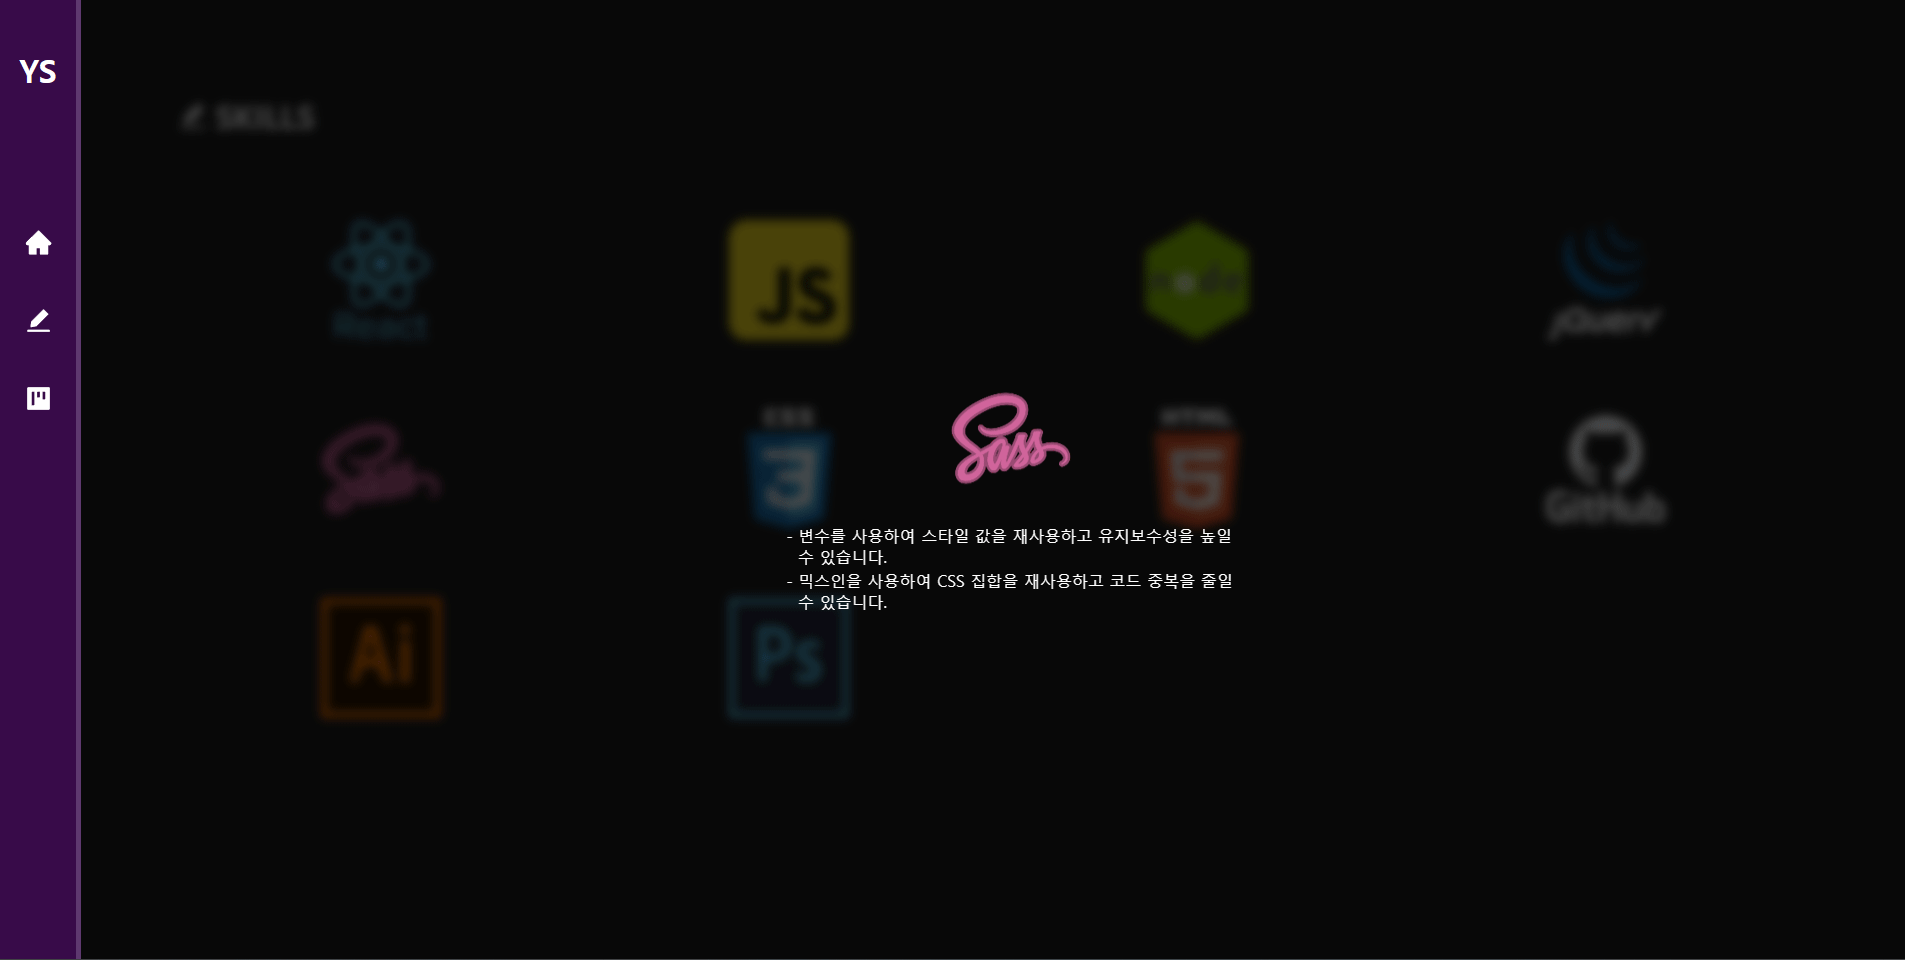 YS
SKILLS
React
JS
node
jQuery
Sass
CSS
HTML
Sass
3
5
GitHub
- 변수를 사용하여 스타일 값을 재사용하고 유지보수성을 높일
수 있습니다.
- 믹스인을 사용하여 CSS 집합을 재사용하고 코드 중복을 줄일
수 있습니다.
Ai
Ps